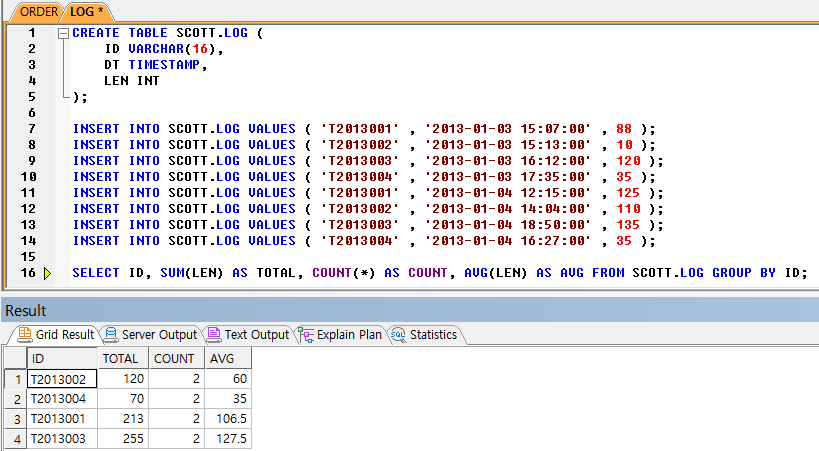 ORDER LOG *
1 CREATE TABLE SCOTT.LOG (
2 ID VARCHAR(16),
3 DT TIMESTAMP,
4 LEN INT
5 );
6
7 INSERT INTO SCOTT.LOG VALUES ( 'T2013001' , '2013-01-03 15:07:00' , 88 );
8 INSERT INTO SCOTT.LOG VALUES ( 'T2013002' , '2013-01-03 15:13:00' , 10 );
9 INSERT INTO SCOTT.LOG VALUES ( 'T2013003' , '2013-01-03 16:12:00' , 120 );
10 INSERT INTO SCOTT.LOG VALUES ( 'T2013004' , '2013-01-03 17:35:00' , 35 );
11 INSERT INTO SCOTT.LOG VALUES ( 'T2013001' , '2013-01-04 12:15:00' , 125 );
12 INSERT INTO SCOTT.LOG VALUES ( 'T2013002' , '2013-01-04 14:04:00' , 110 );
13 INSERT INTO SCOTT.LOG VALUES ( 'T2013003' , '2013-01-04 18:50:00' , 135 );
14 INSERT INTO SCOTT.LOG VALUES ( 'T2013004' , '2013-01-04 16:27:00' , 35 );
15
16 SELECT ID, SUM(LEN) AS TOTAL, COUNT(*) AS COUNT, AVG(LEN) AS AVG FROM SCOTT.LOG GROUP BY ID;
Result
Grid Result Server Output Text Output Explain Plan SQL Statistics
ID TOTAL COUNT AVG
1 T2013002 120 2 60
2 T2013004 70 2 35
3 T2013001 213 2 106.5
4 T2013003 255 2 127.5